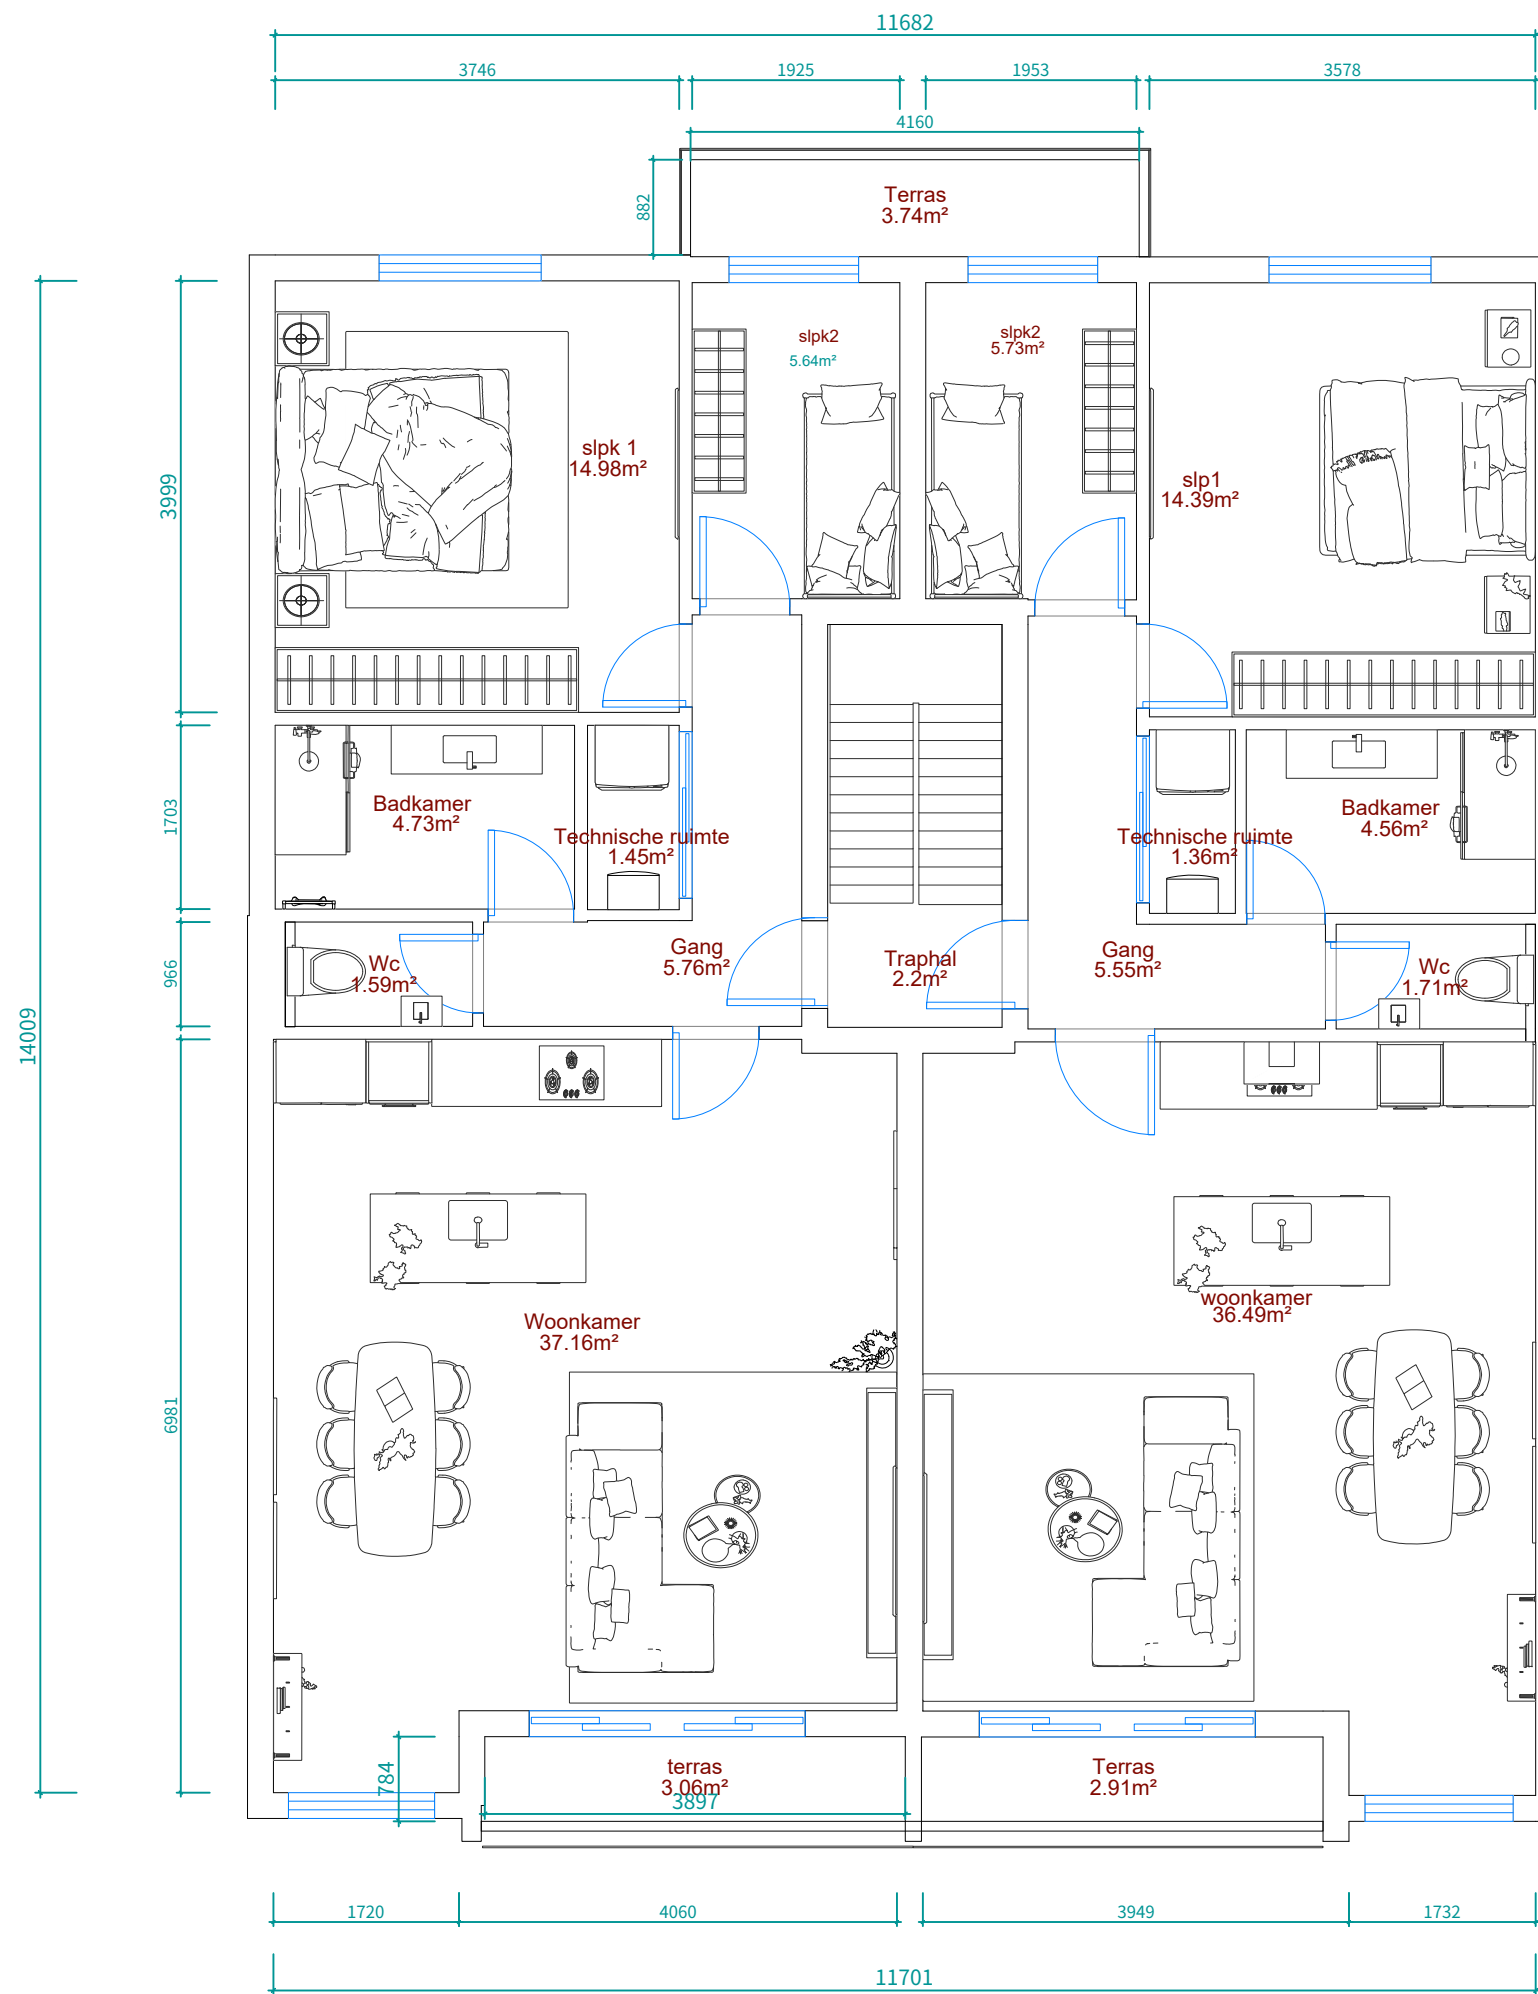 11682
3746
1925
1953
3578
4160
882
Terras
3.74m²
slpk2
5.64m²
slpk2
5.73m²
slpk 1
14.98m²
slp1
14.39m²
3999
Badkamer
4.73m²
Technische ruimte
1.45m²
Technische ruimte
1.36m²
Badkamer
4.56m²
1703
Wc
1.59m²
Gang
5.76m²
Traphal
2.2m²
Gang
5.55m²
Wc
1.71m²
966
14009
Woonkamer
37.16m²
woonkamer
36.49m²
6981
784
terras
3.06m²
3897
Terras
2.91m²
1720
4060
3949
1732
11701